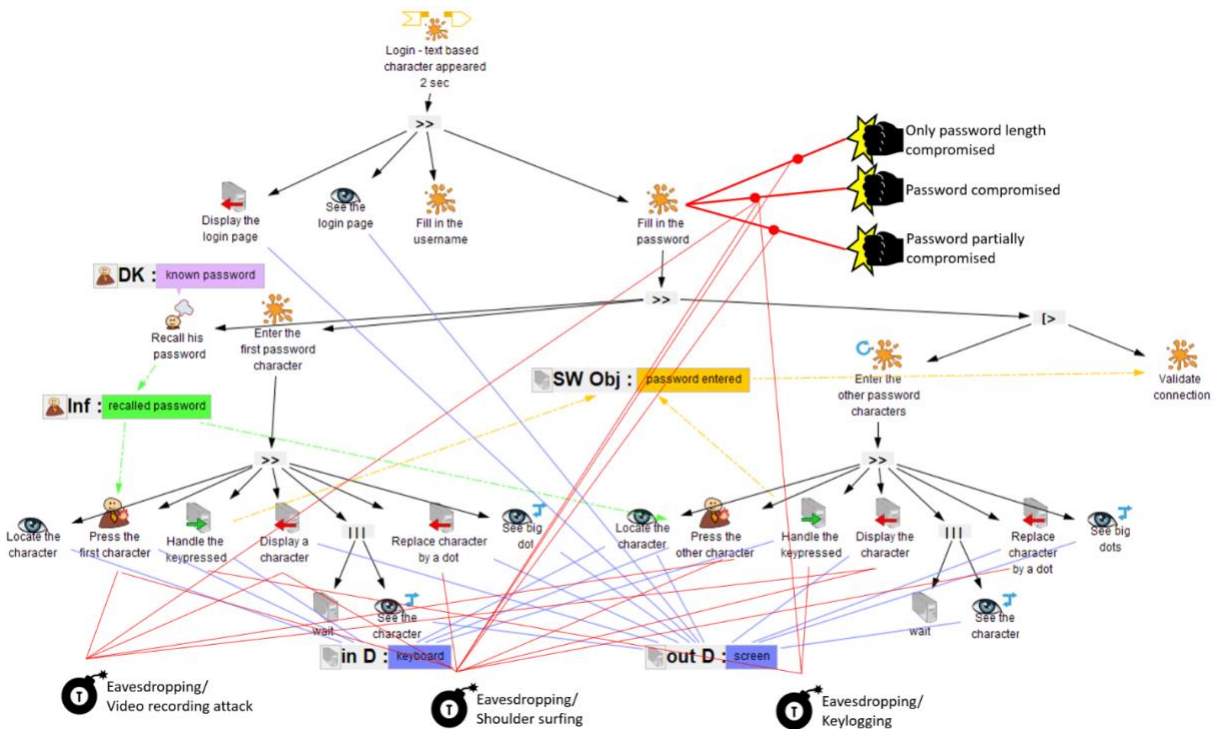 Login - text based
character appeared
2 sec
>>
Only password length
compromised
Password compromised
Password partially
compromised
Display the
login page
See the
login page
Fill in the
username
Fill in the
password
DK : known password
>>
[>
Recall his
password
Enter the
first password
character
SW Obj : password entered
Enter the
other password
characters
Validate
connection
Inf : recalled password
>>
>>
Locate the
character
Press the
first character
Handle the
keypressed
Display a
character
|||
Replace character
by a dot
See big
dot
Locate the
character
Press the
other character
Handle the
keypressed
Display the
character
|||
Replace
character
by a dot
See big
dots
wait
See the
character
wait
See the
character
in D : keyboard
out D : screen
T
Eavesdropping/
Video recording attack
T
Eavesdropping/
Shoulder surfing
T
Eavesdropping/
Keylogging